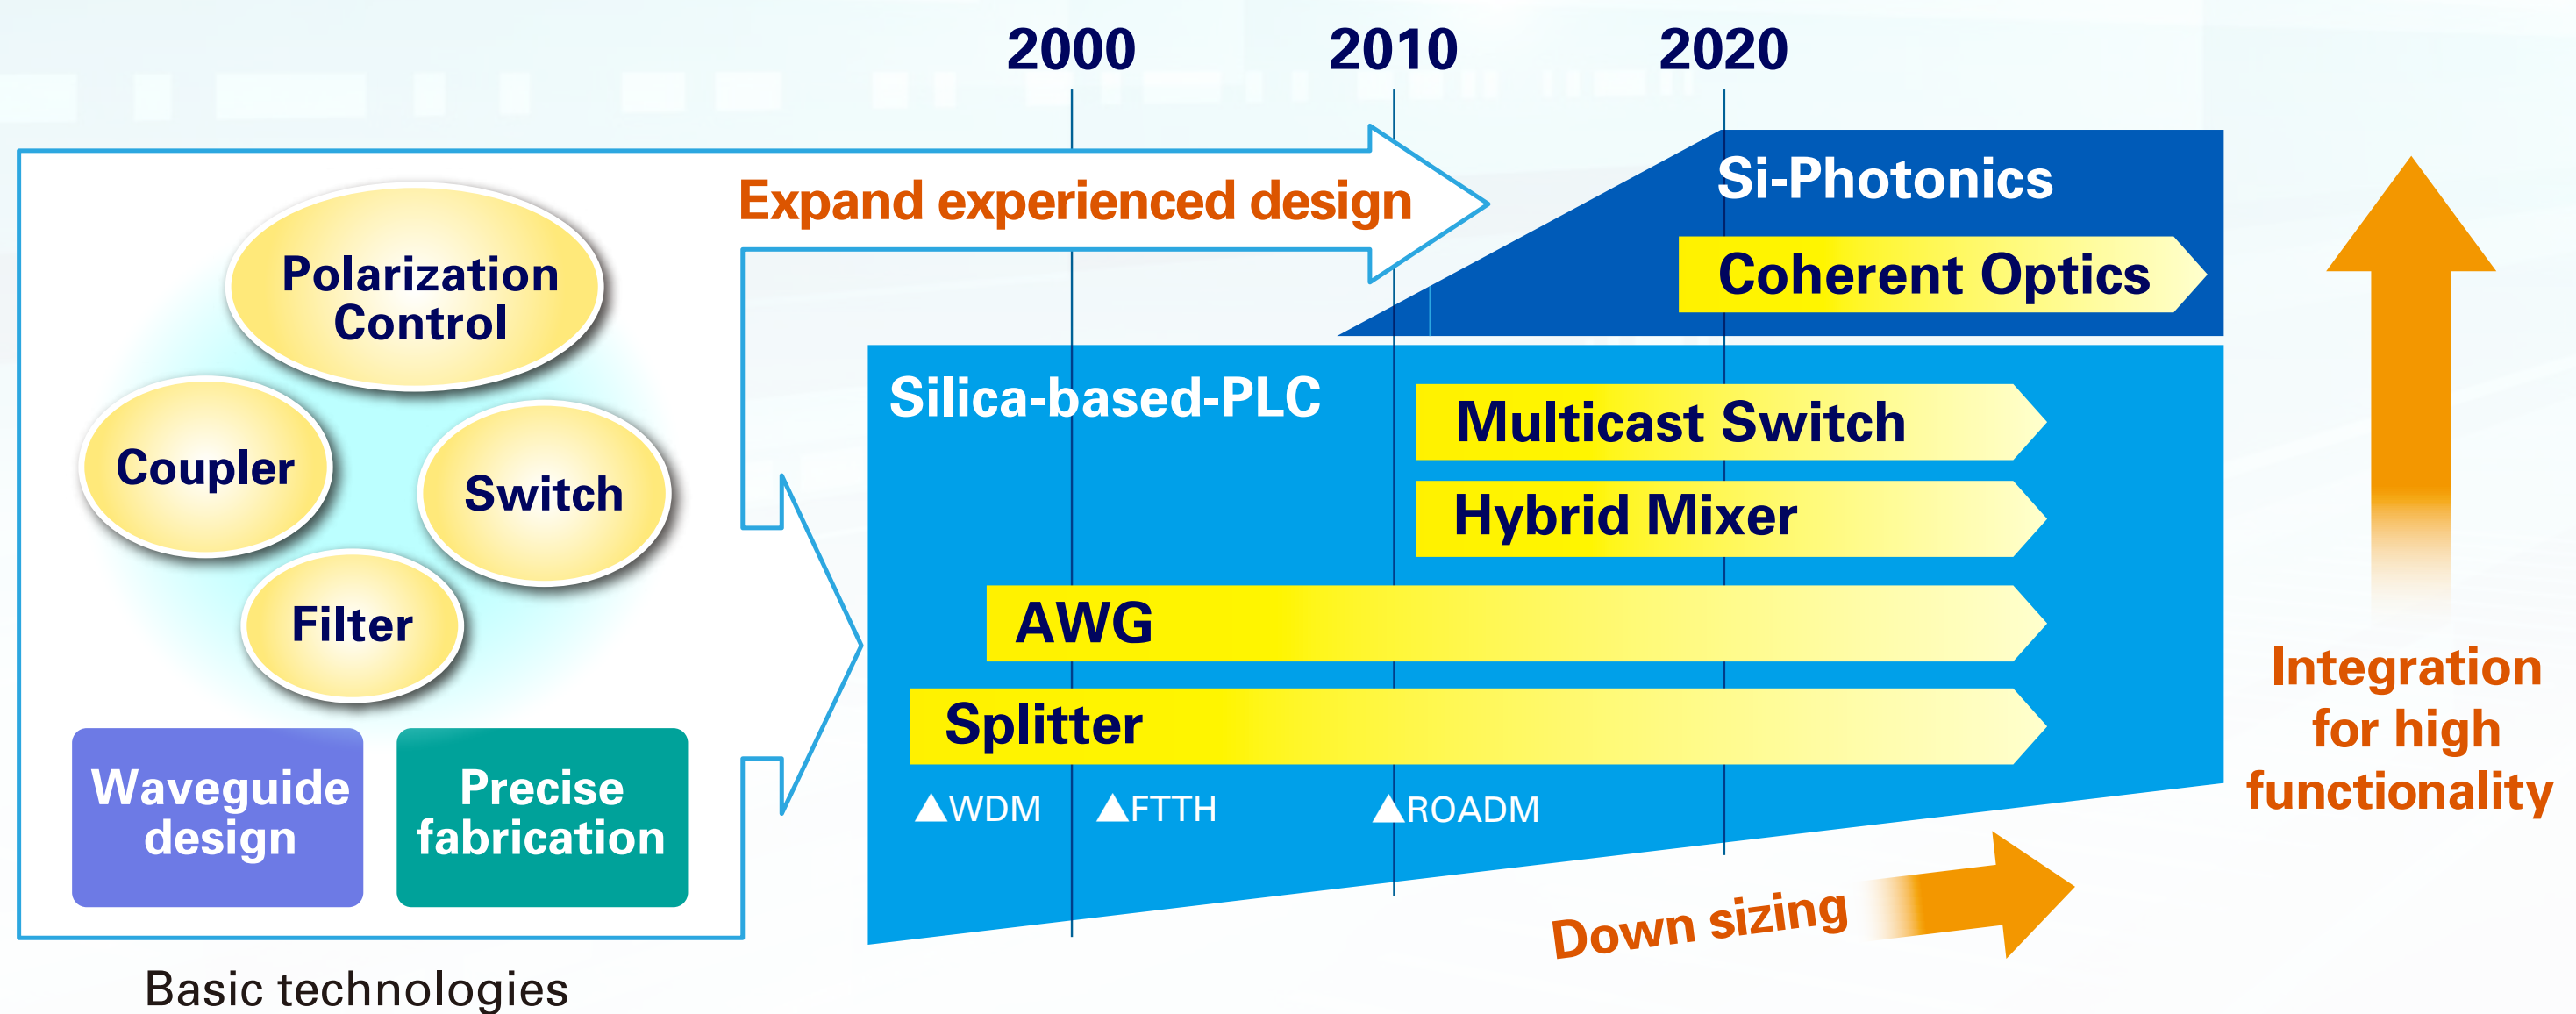 2000
2010
2020
Expand experienced design
Si-Photonics
Coherent Optics
Polarization
Control
Coupler
Switch
Filter
Waveguide
design
Precise
fabrication
Basic technologies
Silica-based-PLC
Multicast Switch
Hybrid Mixer
AWG
Splitter
▲WDM
▲FTTH
▲ROADM
Down sizing
Integration
for high
functionality